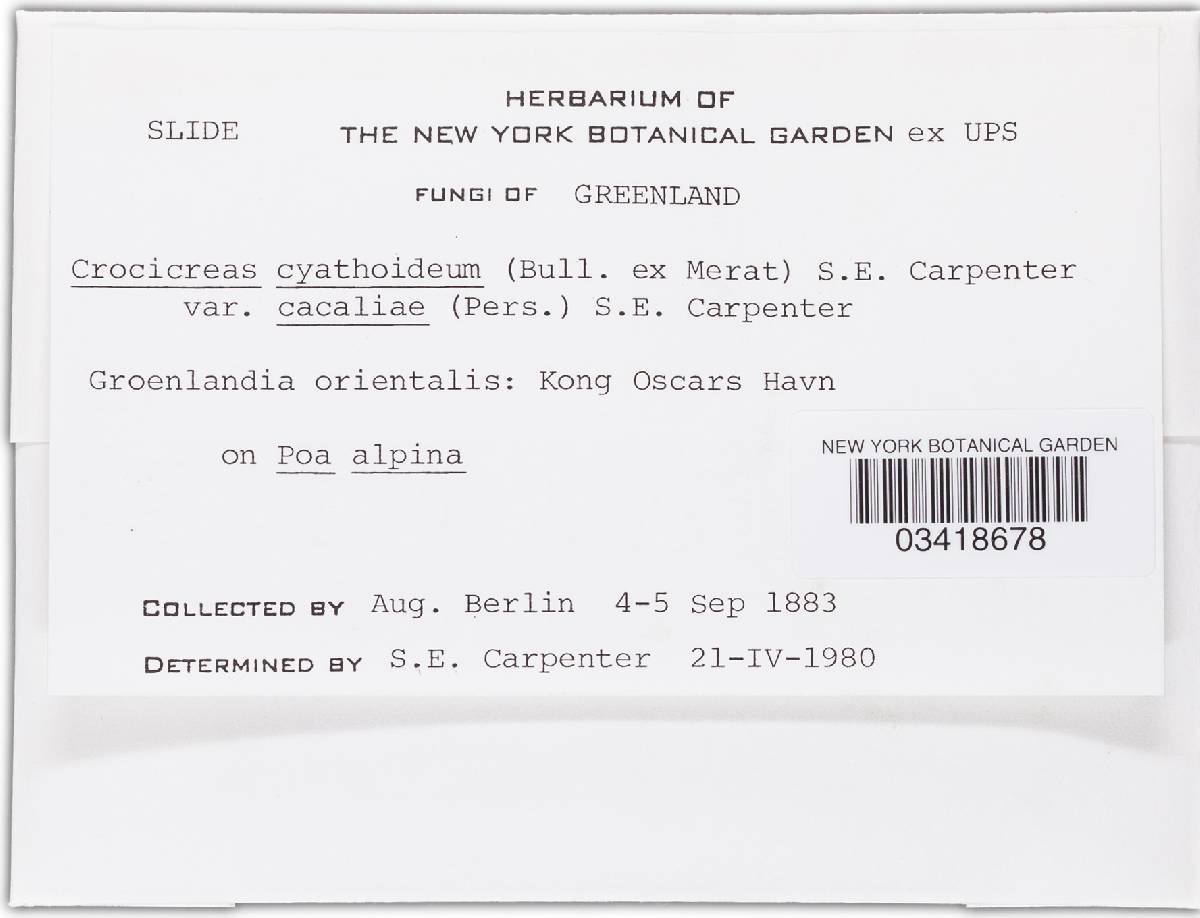 HERBARIUM OF
SLIDE THE NEW YORK BOTANICAL GARDEN ex UPS
FUNGI OF GREENLAND
Crocicreas cyathoideum (Bull. ex Merat) S.E. Carpenter
var. cacaliae (Pers.) S.E. Carpenter
Groenlandia orientalis: Kong Oscars Havn
on Poa alpina
NEW YORK BOTANICAL GARDEN
03418678
COLLECTED BY Aug. Berlin 4-5 Sep 1883
DETERMINED BY S.E. Carpenter 21-IV-1980